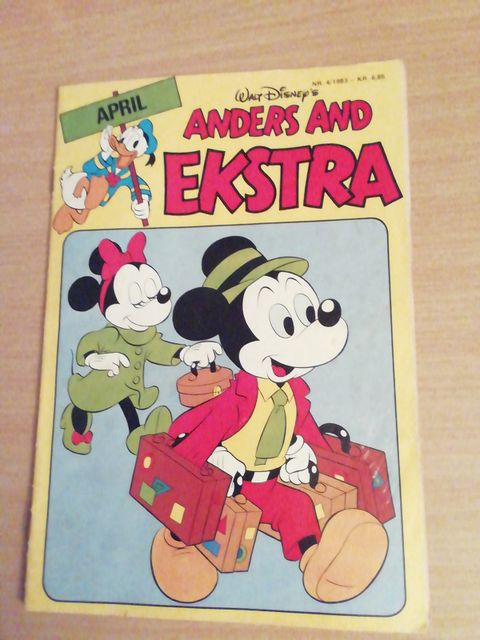 NR. 4/1983 – KR. 6,85
APRIL
Walt Disney's
ANDERS AND
EKSTRA